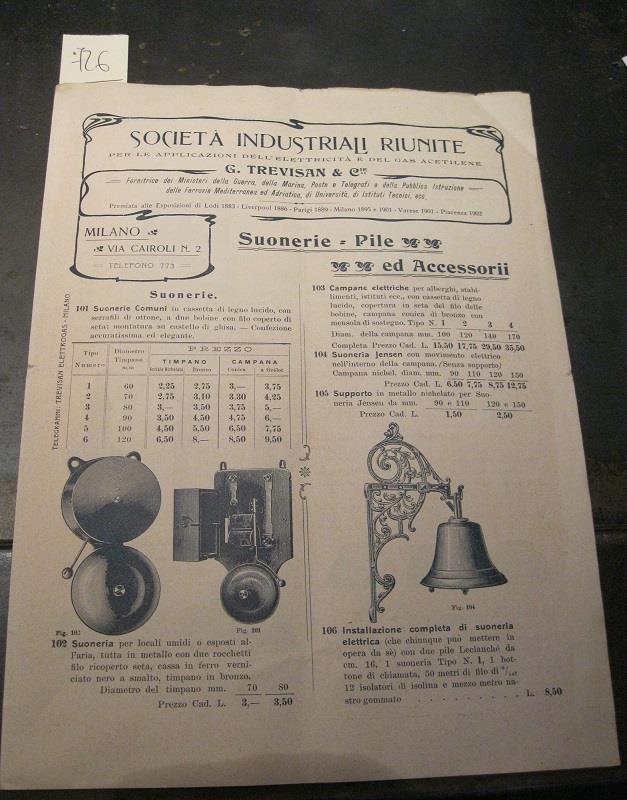 726
SOCIETÀ INDUSTRIALI RIUNITE
PER LE APPLICAZIONI DELL'ELETTRICITÀ E DEL GAS ACETILENE
G. TREVISAN & C.
Fornitrice dei Ministeri della Guerra, della Marina, Poste e Telegrafi e della Pubblica Istruzione
delle Ferrovie Mediterranea ed Adriatica, di Università, di Istituti Tecnici, ecc.
Premiata alle Esposizioni di Lodi 1883 - Liverpool 1886 - Parigi 1889 - Milano 1895 e 1901 - Varese 1901 - Piacenza 1902
MILANO
VIA CAIROLI N. 2
TELEFONO 773
Suonerie = Pile
ed Accessorii
TELEGRAMMI: TREVISAN ELETTROGAS - MILANO
Suonerie.
101 Suonerie Comuni in cassetta di legno lucido, con
serrafili di ottone, a due bobine con filo coperto di
seta: montatura su castello di ghisa. — Confezione
accuratissima ed elegante.
Tipo Numero Diametro Timpano m/m PREZZO
TIMPANO CAMPANA
Acciaio Nichelato Bronzo Conica a Grillot
1 60 2,25 2,75 3,— 3,75
2 70 2,75 3,10 3,30 4,25
3 80 3,— 3,50 3,75 5,—
4 90 3,50 4,50 4,75 6,—
5 100 4,50 5,50 6,50 7,75
6 120 6,50 8,— 8,50 9,50
Fig. 102
Fig. 101
102 Suoneria per locali umidi o esposti al-
l'aria, tutta in metallo con due rocchetti
filo ricoperto seta, cassa in ferro verni-
ciato nero a smalto, timpano in bronzo.
Diametro del timpano mm. 70 80
Prezzo Cad. L. 3,— 3,50
103 Campane elettriche per alberghi, stabi-
limenti, istituti ecc., con cassetta di legno
lucido, copertura in seta del filo delle
bobine, campana conica di bronzo con
mensola di sostegno. Tipo N. 1 2 3 4
Diam. della campana mm. 100 120 140 170
Completa Prezzo Cad. L. 15,50 17,75 29,50 35,50
104 Suoneria Jensen con movimento elettrico
nell'interno della campana. (Senza supporto)
Campana nichel. diam. mm. 90 110 120 150
Prezzo Cad. L. 6,50 7,75 8,75 12,75
105 Supporto in metallo nichelato per Suo-
neria Jensen da mm. 90 e 110 120 e 150
Prezzo Cad. L. 1,50 2,50
Fig. 104
106 Installazione completa di suoneria
elettrica (che chiunque può mettere in
opera da sè) con due pile Leclanché da
cm. 16, 1 suoneria Tipo N. 1, 1 bot-
tone di chiamata, 50 metri di filo di
12 isolatori di isolina e mezzo metro na-
stro gommato . . . . . . . . . L. 8,50